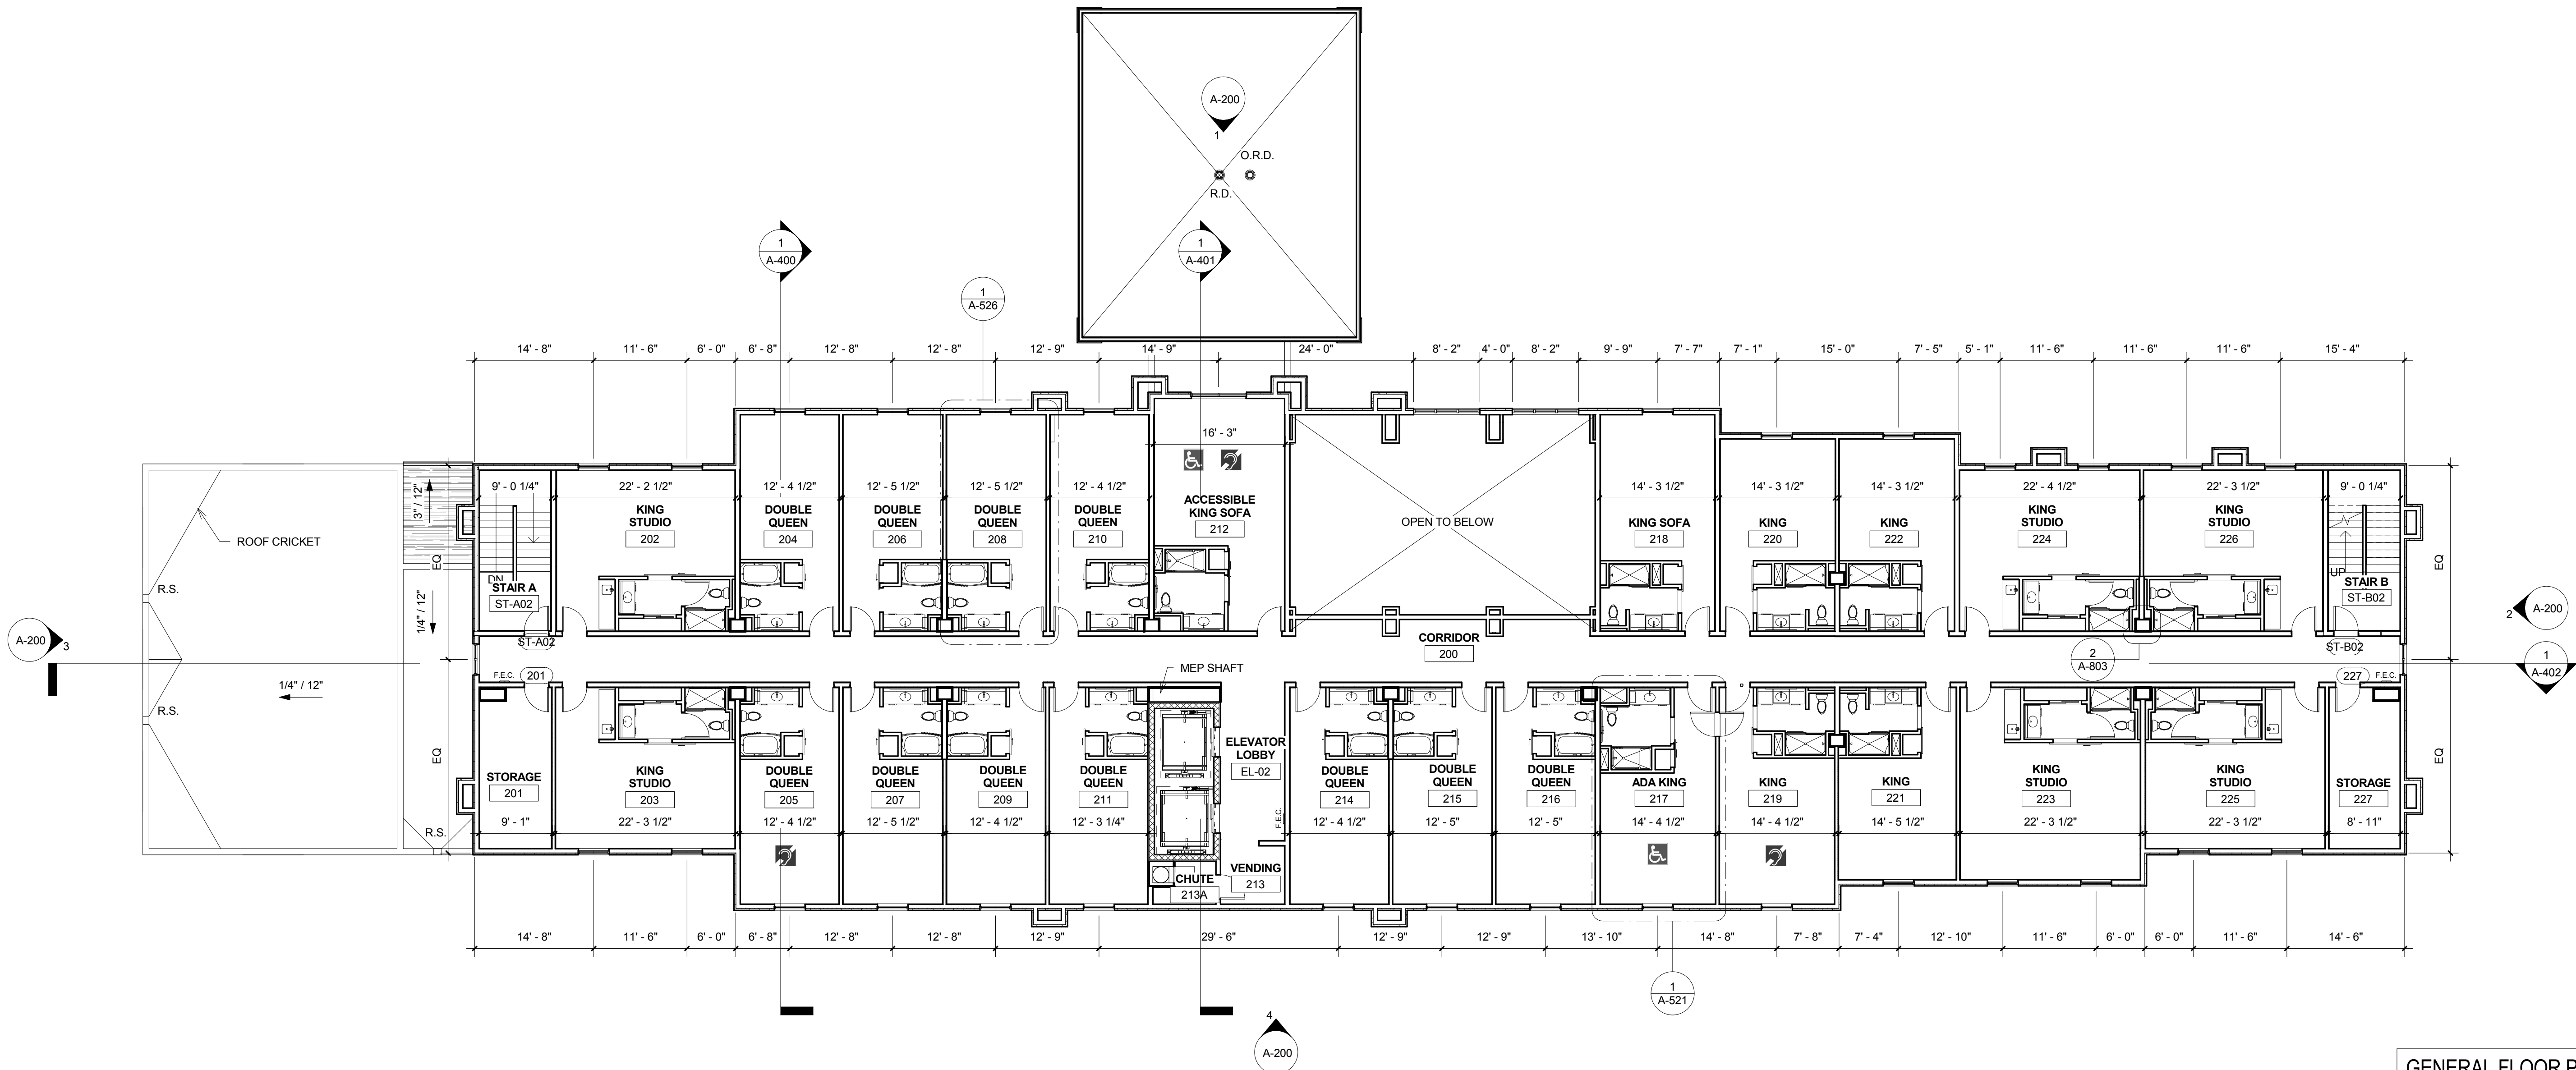 A-200
1
O.R.D.
R.D.
1
A-400
1
A-401
1
A-526
14' - 8"
11' - 6"
6' - 0"
6' - 8"
12' - 8"
12' - 8"
12' - 9"
14' - 9"
24' - 0"
8' - 2"
4' - 0"
8' - 2"
9' - 9"
7' - 7"
7' - 1"
15' - 0"
7' - 5"
5' - 1"
11' - 6"
11' - 6"
11' - 6"
15' - 4"
16' - 3"
9' - 0 1/4"
22' - 2 1/2"
12' - 4 1/2"
12' - 5 1/2"
12' - 5 1/2"
12' - 4 1/2"
14' - 3 1/2"
14' - 3 1/2"
14' - 3 1/2"
22' - 4 1/2"
22' - 3 1/2"
9' - 0 1/4"
KING
STUDIO
202
DOUBLE
QUEEN
204
DOUBLE
QUEEN
206
DOUBLE
QUEEN
208
DOUBLE
QUEEN
210
ACCESSIBLE
KING SOFA
212
OPEN TO BELOW
KING SOFA
218
KING
220
KING
222
KING
STUDIO
224
KING
STUDIO
226
ROOF CRICKET
3" / 12"
EQ
1/4" / 12"
R.S.
DN
STAIR A
ST-A02
UP
STAIR B
ST-B02
EQ
A-200
3
ST-A02
CORRIDOR
200
2
A-803
ST-B02
2
A-200
1
A-402
1/4" / 12"
R.S.
F.E.C.
201
MEP SHAFT
227
F.E.C.
EQ
R.S.
STORAGE
201
9' - 1"
KING
STUDIO
203
22' - 3 1/2"
DOUBLE
QUEEN
205
12' - 4 1/2"
DOUBLE
QUEEN
207
12' - 5 1/2"
DOUBLE
QUEEN
209
12' - 4 1/2"
DOUBLE
QUEEN
211
12' - 3 1/4"
ELEVATOR
LOBBY
EL-02
F.E.C.
VENDING
213
CHUTE
213A
DOUBLE
QUEEN
214
12' - 4 1/2"
DOUBLE
QUEEN
215
12' - 5"
DOUBLE
QUEEN
216
12' - 5"
ADA KING
217
14' - 4 1/2"
KING
219
14' - 4 1/2"
KING
221
14' - 5 1/2"
KING
STUDIO
223
22' - 3 1/2"
KING
STUDIO
225
22' - 3 1/2"
STORAGE
227
8' - 11"
EQ
14' - 8"
11' - 6"
6' - 0"
6' - 8"
12' - 8"
12' - 8"
12' - 9"
29' - 6"
12' - 9"
12' - 9"
13' - 10"
14' - 8"
7' - 8"
7' - 4"
12' - 10"
11' - 6"
6' - 0"
6' - 0"
11' - 6"
14' - 6"
1
A-521
4
A-200
GENERAL FLOOR P